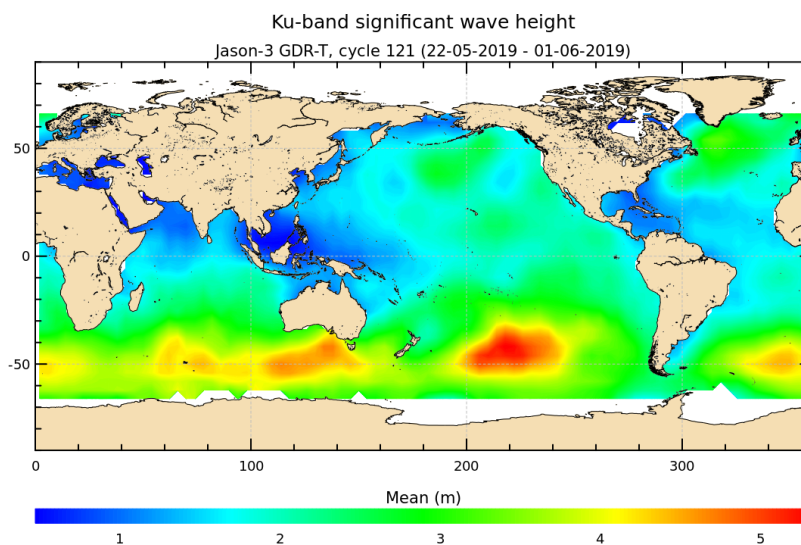 Ku-band significant wave height
Jason-3 GDR-T, cycle 121 (22-05-2019 - 01-06-2019)
50
0
-50
0 100 200 300
Mean (m)
1 2 3 4 5